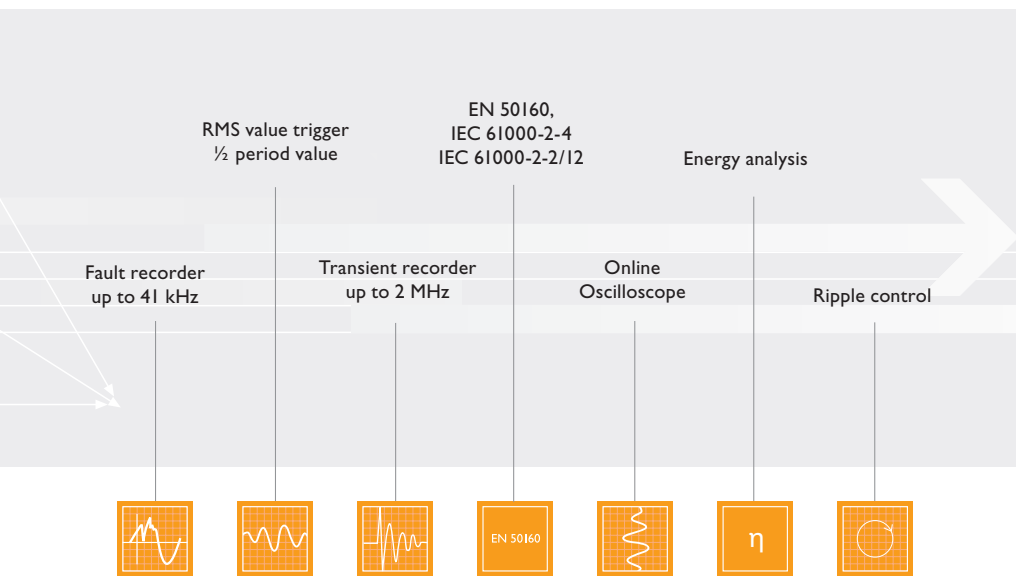 EN 50160,
IEC 61000-2-4
IEC 61000-2-2/12
RMS value trigger
½ period value
Energy analysis
Fault recorder
up to 41 kHz
Transient recorder
up to 2 MHz
Online
Oscilloscope
Ripple control
EN 50160
η